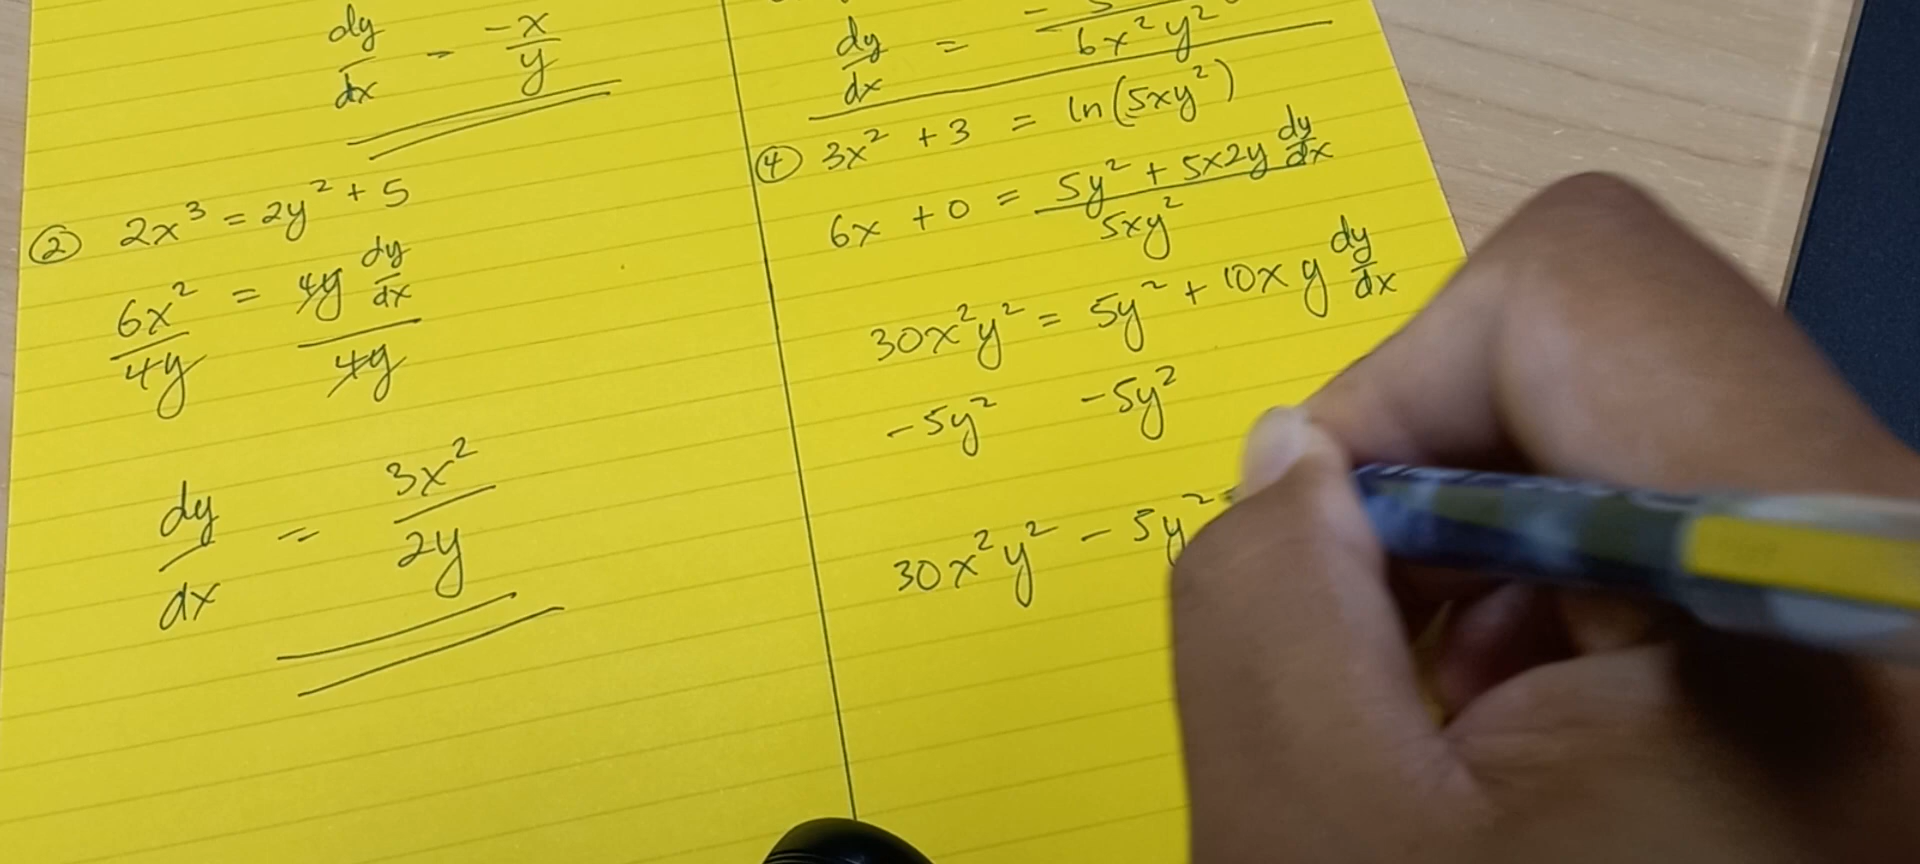 dy/dx = -x/y
② 2x³ = 2y² + 5
6x²/4y = 4y dy/dx / 4y
dy/dx = 3x²/2y
dy/dx = 6x²y²
④ 3x² + 3 = ln(5xy²)
6x + 0 = 5y² + 5x2y dy/dx / 5xy²
30x²y² = 5y² + 10xy dy/dx
-5y² -5y²
30x²y² - 5y²